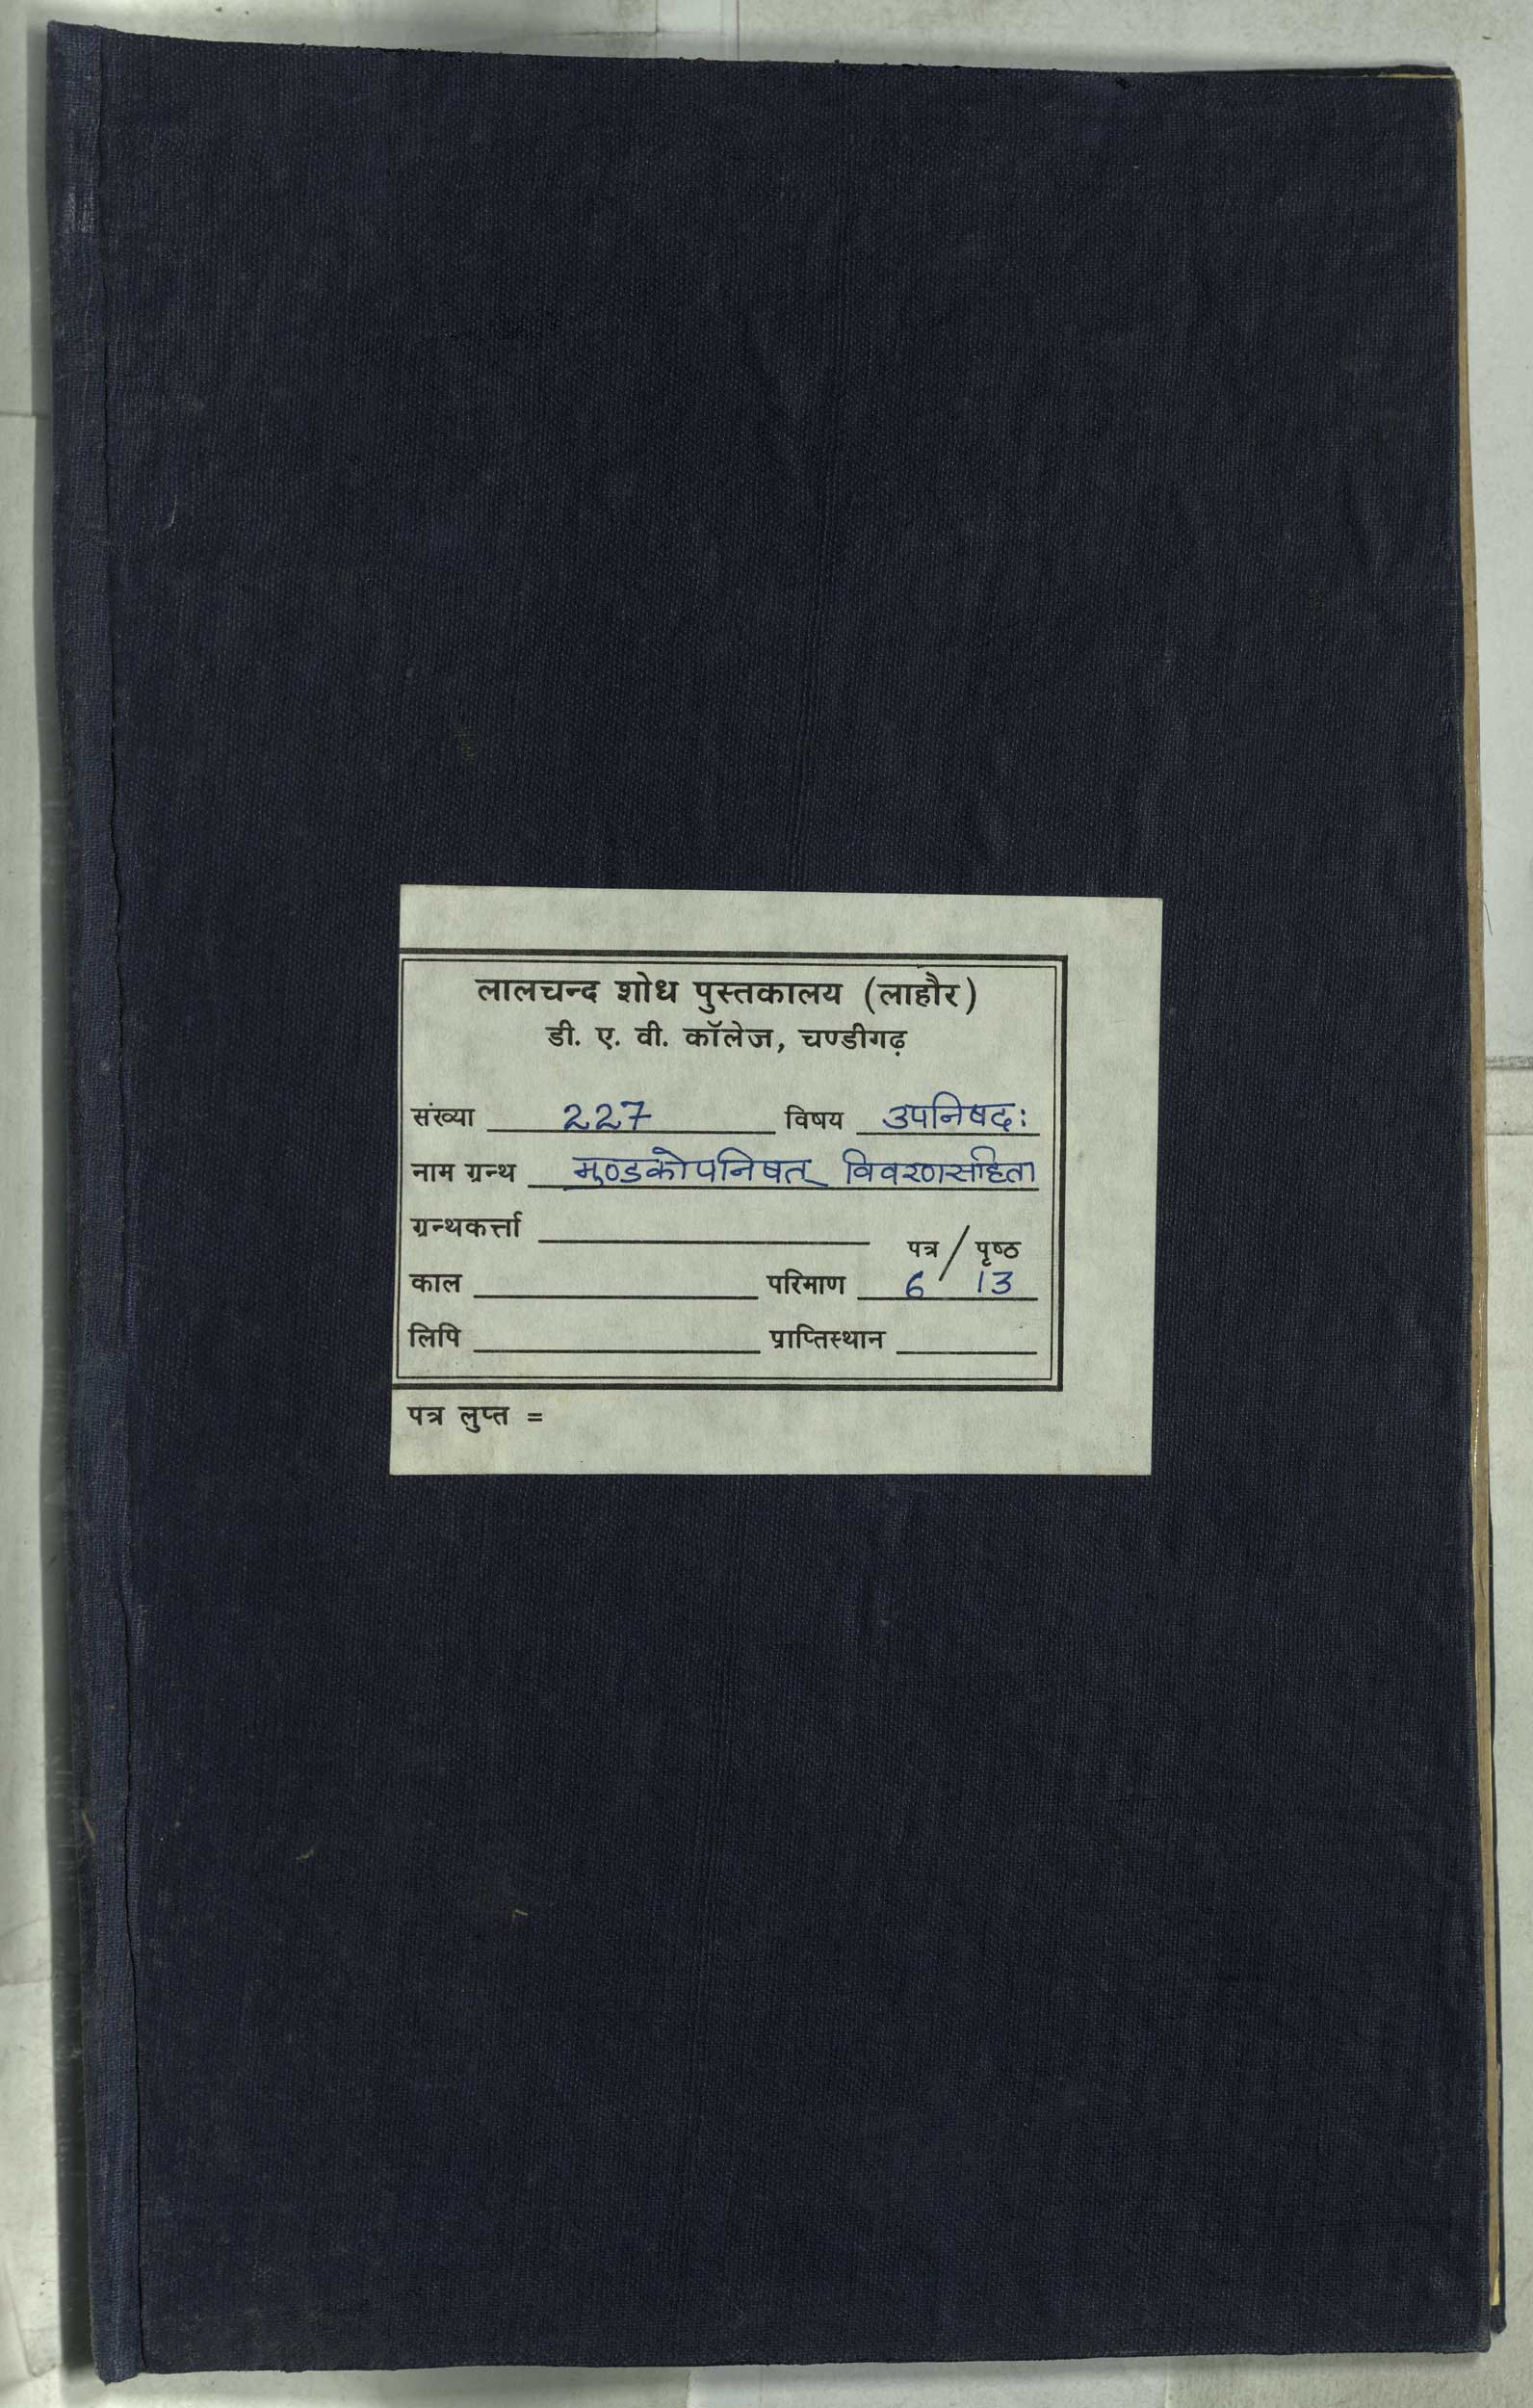 लालचन्द शोध पुस्तकालय (लाहौर)
डी. ए. वी. कॉलेज, चण्डीगढ़
संख्या 227 विषय उपनिषदः
नाम ग्रन्थ मुण्डकोपनिषत् विवरणसहिता
ग्रन्थकर्त्ता
पत्र / पृष्ठ
काल परिमाण 6 / 13
लिपि प्राप्तिस्थान
पत्र लुप्त =